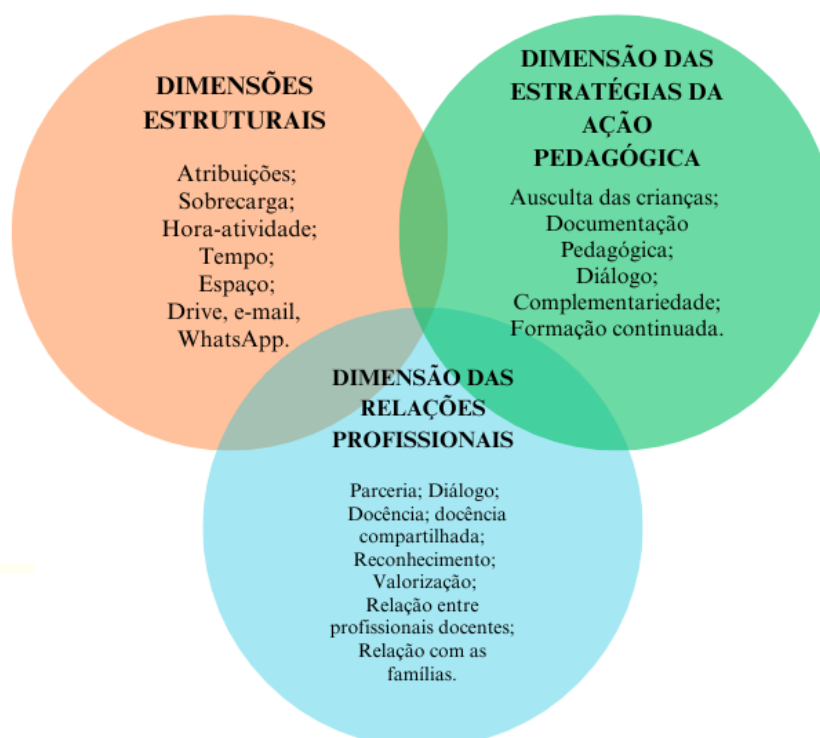 DIMENSÕES
ESTRUTURAIS
Atribuições;
Sobrecarga;
Hora-atividade;
Tempo;
Espaço;
Drive, e-mail,
WhatsApp.
DIMENSÃO DAS
ESTRATÉGIAS DA
AÇÃO
PEDAGÓGICA
Ausculta das crianças;
Documentação
Pedagógica;
Diálogo;
Complementariedade;
Formação continuada.
DIMENSÃO DAS
RELAÇÕES
PROFISSIONAIS
Parceria; Diálogo;
Docência; docência
compartilhada;
Reconhecimento;
Valorização;
Relação entre
profissionais docentes;
Relação com as
famílias.